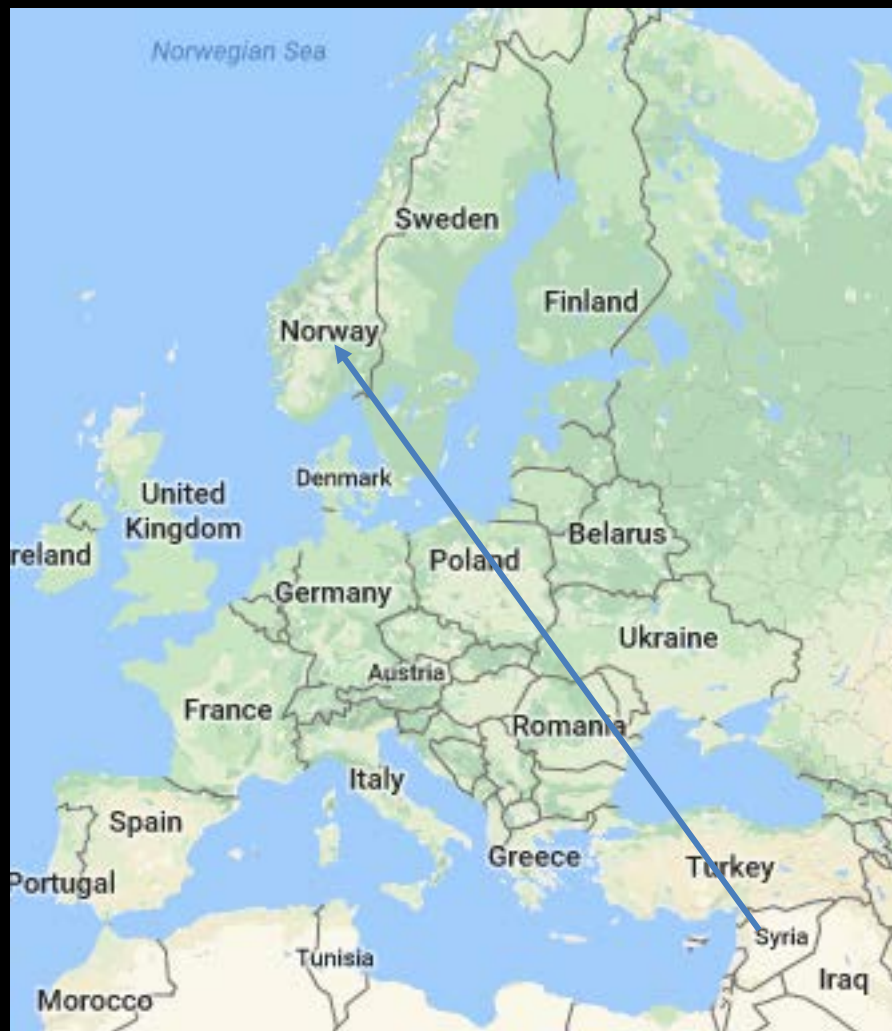 Norwegian Sea
Sweden
Finland
Norway
Denmark
United
Kingdom
reland
Belarus
Poland
Germany
Ukraine
Austria
France
Romania
Italy
Spain
Greece
Turkey
Portugal
Syria
Tunisia
Iraq
Morocco